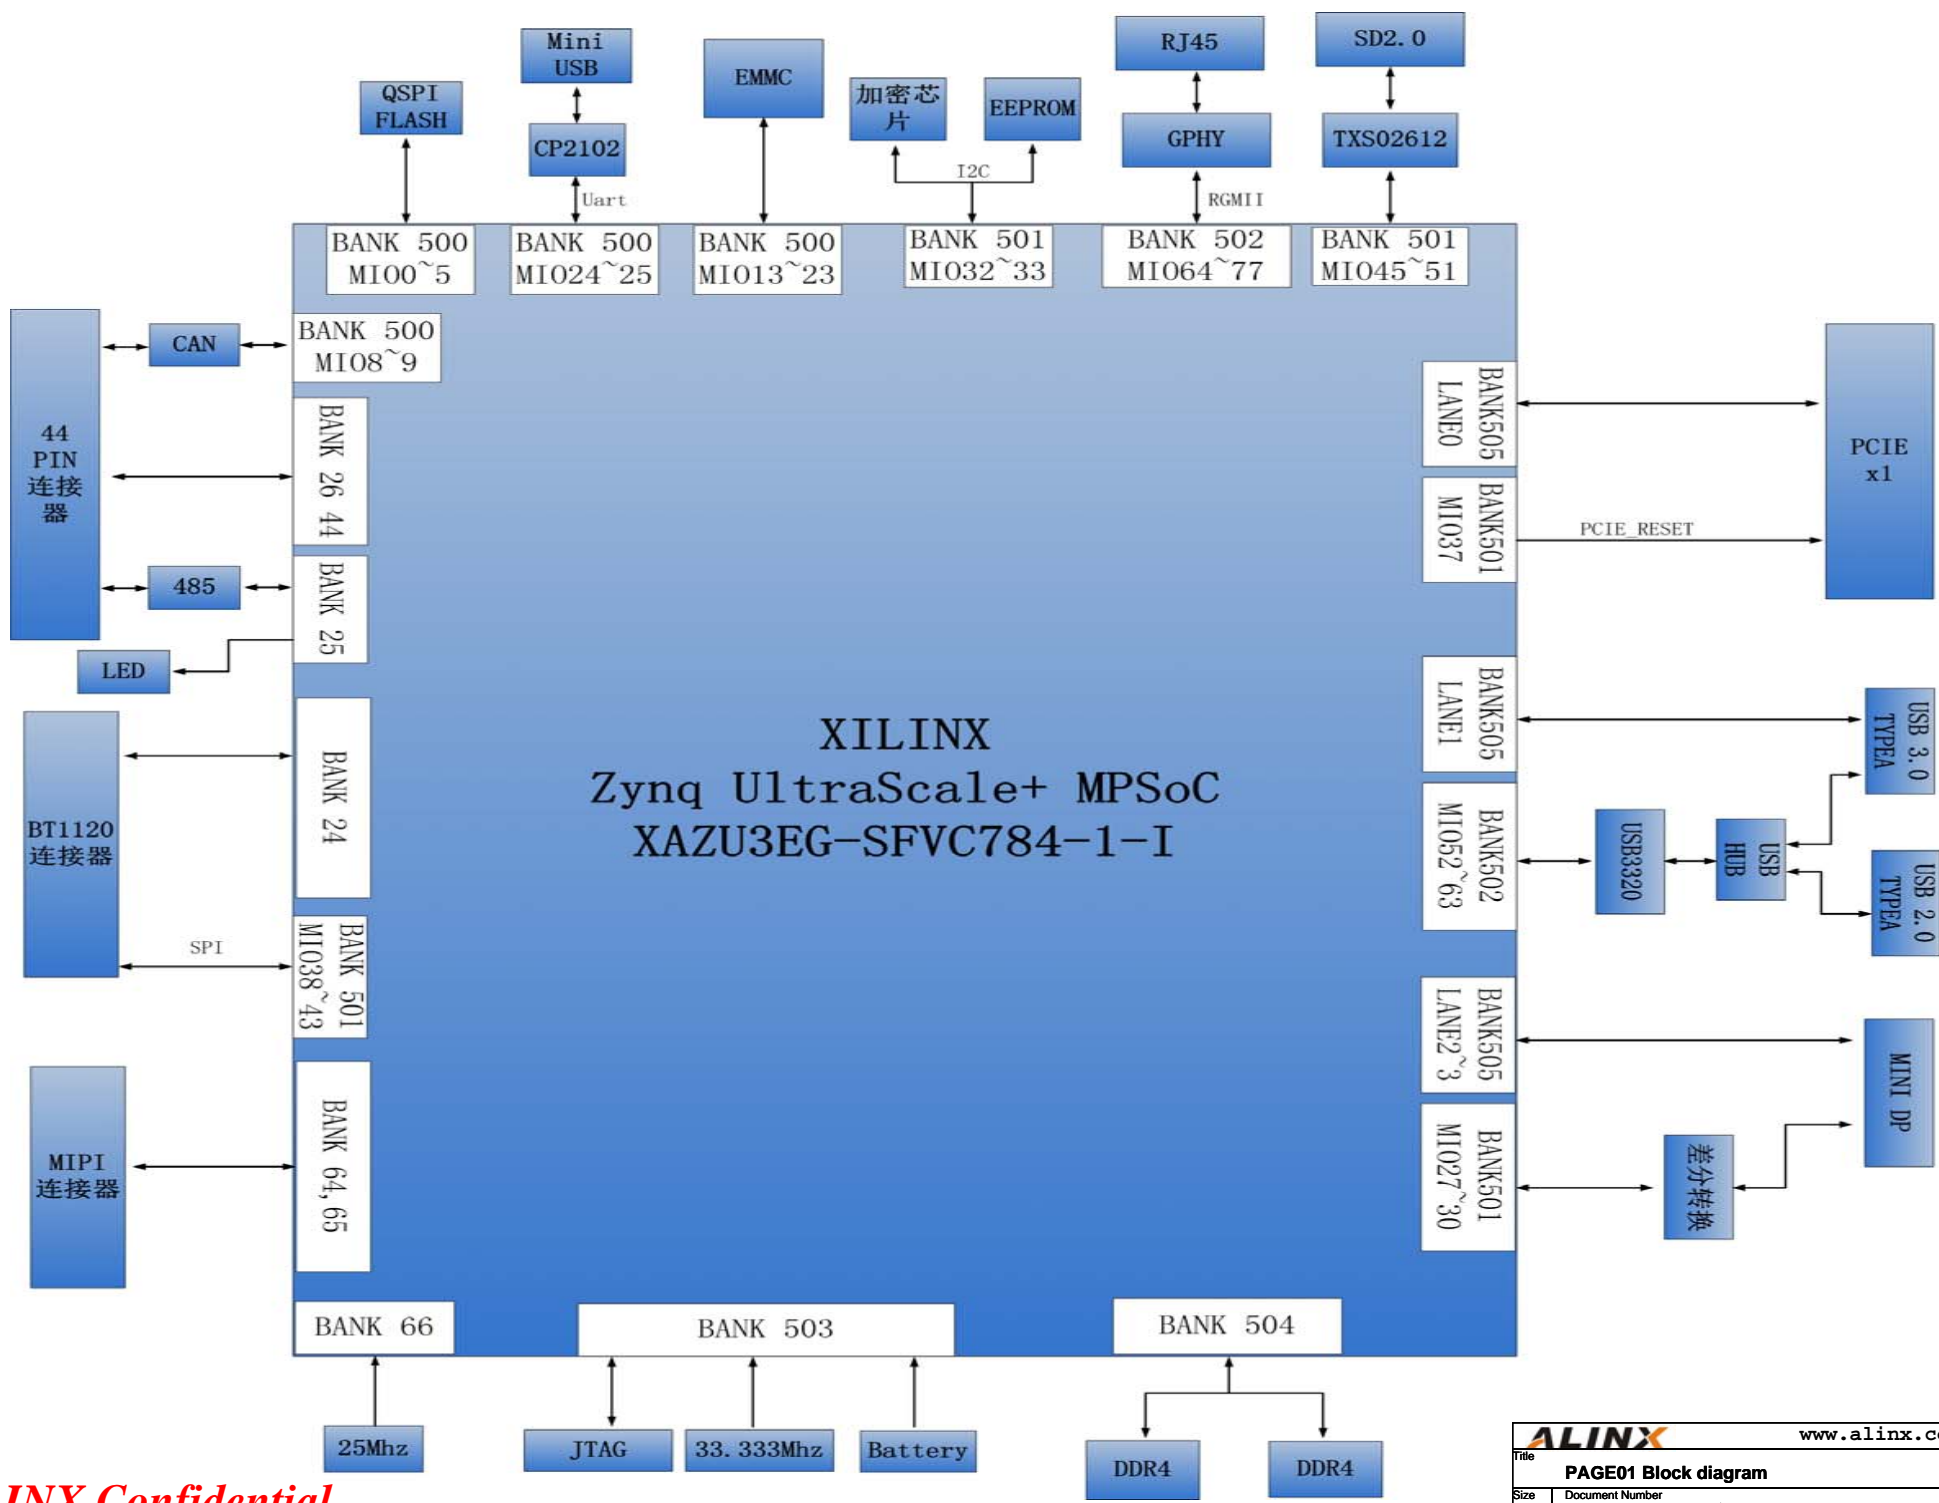 Mini
USB
RJ45
SD2.0
EMMC
QSPI
FLASH
加密芯
片
EEPROM
CP2102
GPHY
TXS02612
I2C
Uart
RGMII
BANK 500
MIO0~5
BANK 500
MIO24~25
BANK 500
MIO13~23
BANK 501
MIO32~33
BANK 502
MIO64~77
BANK 501
MIO45~51
CAN
BANK 500
MIO8~9
44
PIN
连接
器
BANK 26 44
485
BANK 25
LED
BT1120
连接器
BANK 24
SPI
BANK 501
MIO38~43
MIPI
连接器
BANK 64,65
XILINX
Zynq UltraScale+ MPSoC
XAZU3EG-SFVC784-1-I
BANK505
LANE0
PCIE
x1
BANK501
MIO37
PCIE_RESET
BANK505
LANE1
USB 3.0
TYPEA
BANK502
MIO52~63
USB3320
USB
HUB
USB 2.0
TYPEA
BANK505
LANE2~3
MINI DP
BANK501
MIO27~30
差分转换
BANK 66
BANK 503
BANK 504
25Mhz
JTAG
33.333Mhz
Battery
DDR4
DDR4
INX Confidential
ALINX
www.alinx.co
Title
PAGE01 Block diagram
Size
Document Number